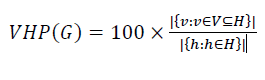 VHP(G) = 100 × |{v:v∈V⊆H}| / |{h:h∈H}|